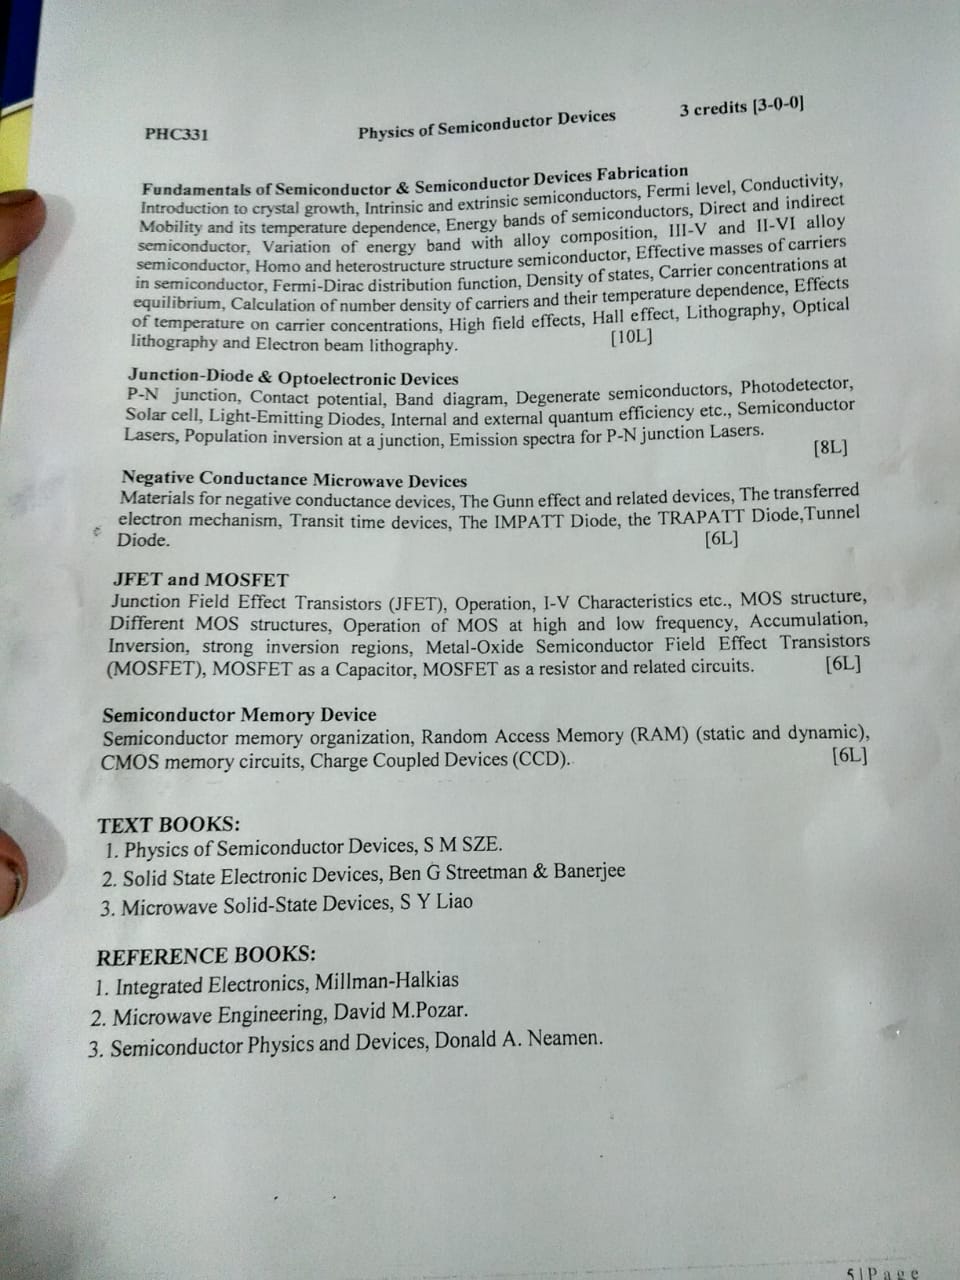 PHC331 Physics of Semiconductor Devices 3 credits [3-0-0]
Fundamentals of Semiconductor & Semiconductor Devices Fabrication
Introduction to crystal growth, Intrinsic and extrinsic semiconductors, Fermi level, Conductivity,
Mobility and its temperature dependence, Energy bands of semiconductors, Direct and indirect
semiconductor, Variation of energy band with alloy composition, III-V and II-VI alloy
semiconductor, Homo and heterostructure structure semiconductor, Effective masses of carriers
in semiconductor, Fermi-Dirac distribution function, Density of states, Carrier concentrations at
equilibrium, Calculation of number density of carriers and their temperature dependence, Effects
of temperature on carrier concentrations, High field effects, Hall effect, Lithography, Optical
lithography and Electron beam lithography. [10L]
Junction-Diode & Optoelectronic Devices
P-N junction, Contact potential, Band diagram, Degenerate semiconductors, Photodetector,
Solar cell, Light-Emitting Diodes, Internal and external quantum efficiency etc., Semiconductor
Lasers, Population inversion at a junction, Emission spectra for P-N junction Lasers.
[8L]
Negative Conductance Microwave Devices
Materials for negative conductance devices, The Gunn effect and related devices, The transferred
electron mechanism, Transit time devices, The IMPATT Diode, the TRAPATT Diode,Tunnel
Diode. [6L]
JFET and MOSFET
Junction Field Effect Transistors (JFET), Operation, I-V Characteristics etc., MOS structure,
Different MOS structures, Operation of MOS at high and low frequency, Accumulation,
Inversion, strong inversion regions, Metal-Oxide Semiconductor Field Effect Transistors
(MOSFET), MOSFET as a Capacitor, MOSFET as a resistor and related circuits. [6L]
Semiconductor Memory Device
Semiconductor memory organization, Random Access Memory (RAM) (static and dynamic),
CMOS memory circuits, Charge Coupled Devices (CCD). [6L]
TEXT BOOKS:
1. Physics of Semiconductor Devices, S M SZE.
2. Solid State Electronic Devices, Ben G Streetman & Banerjee
3. Microwave Solid-State Devices, S Y Liao
REFERENCE BOOKS:
1. Integrated Electronics, Millman-Halkias
2. Microwave Engineering, David M.Pozar.
3. Semiconductor Physics and Devices, Donald A. Neamen.
5 | P a g e